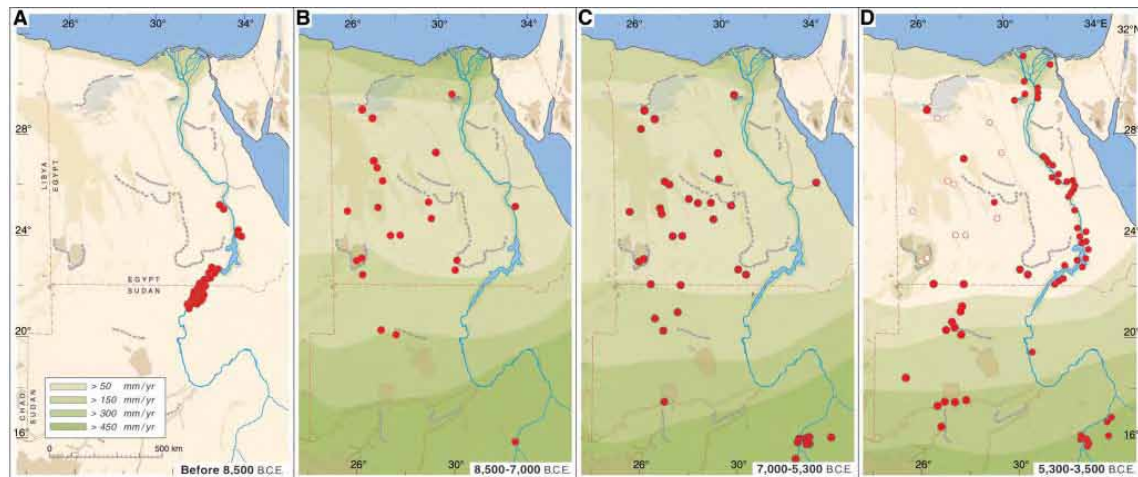 A
26°
30°
34°
28°
24°
20°
16°
LIBYA
EGYPT
EGYPT
SUDAN
CHAD
SUDAN
> 50 mm/yr
> 150 mm/yr
> 300 mm/yr
> 450 mm/yr
0
500 km
Before 8,500 B.C.E.
B
26°
30°
34°
26
30°
8,500-7,000 B.C.E.
C
26°
30°
34°
26°
30°
7,000-5,300 B.C.E.
D
26°
30°
34°E
32°N
28°
24°
20°
16°
26°
30°
5,300-3,500 B.C.E.